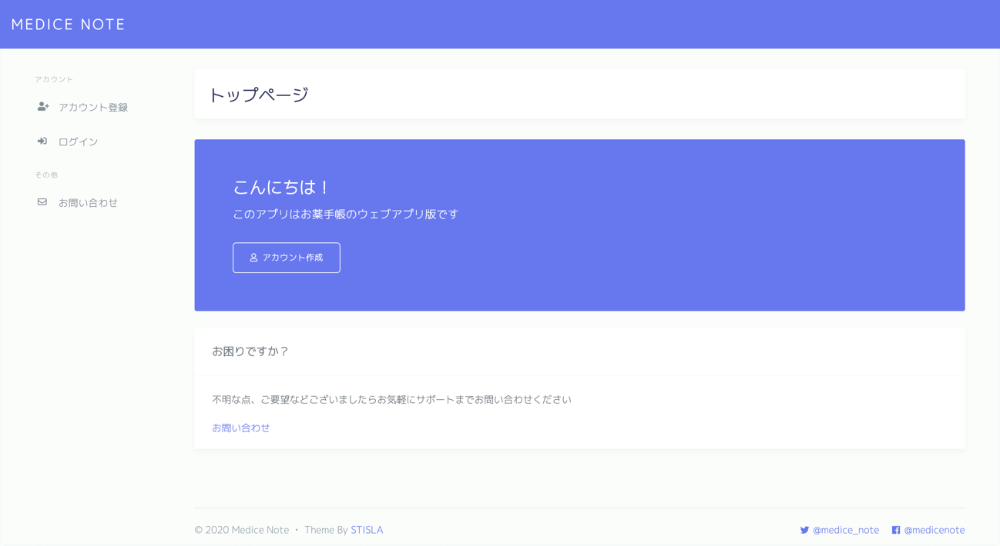 MEDICE NOTE
アカウント
アカウント登録
ログイン
その他
お問い合わせ
トップページ
こんにちは！
このアプリはお薬手帳のウェブアプリ版です
アカウント作成
お困りですか？
不明な点、ご要望などございましたらお気軽にサポートまでお問い合わせください
お問い合わせ
© 2020 Medice Note ・ Theme By STISLA
@medice_note @medicenote